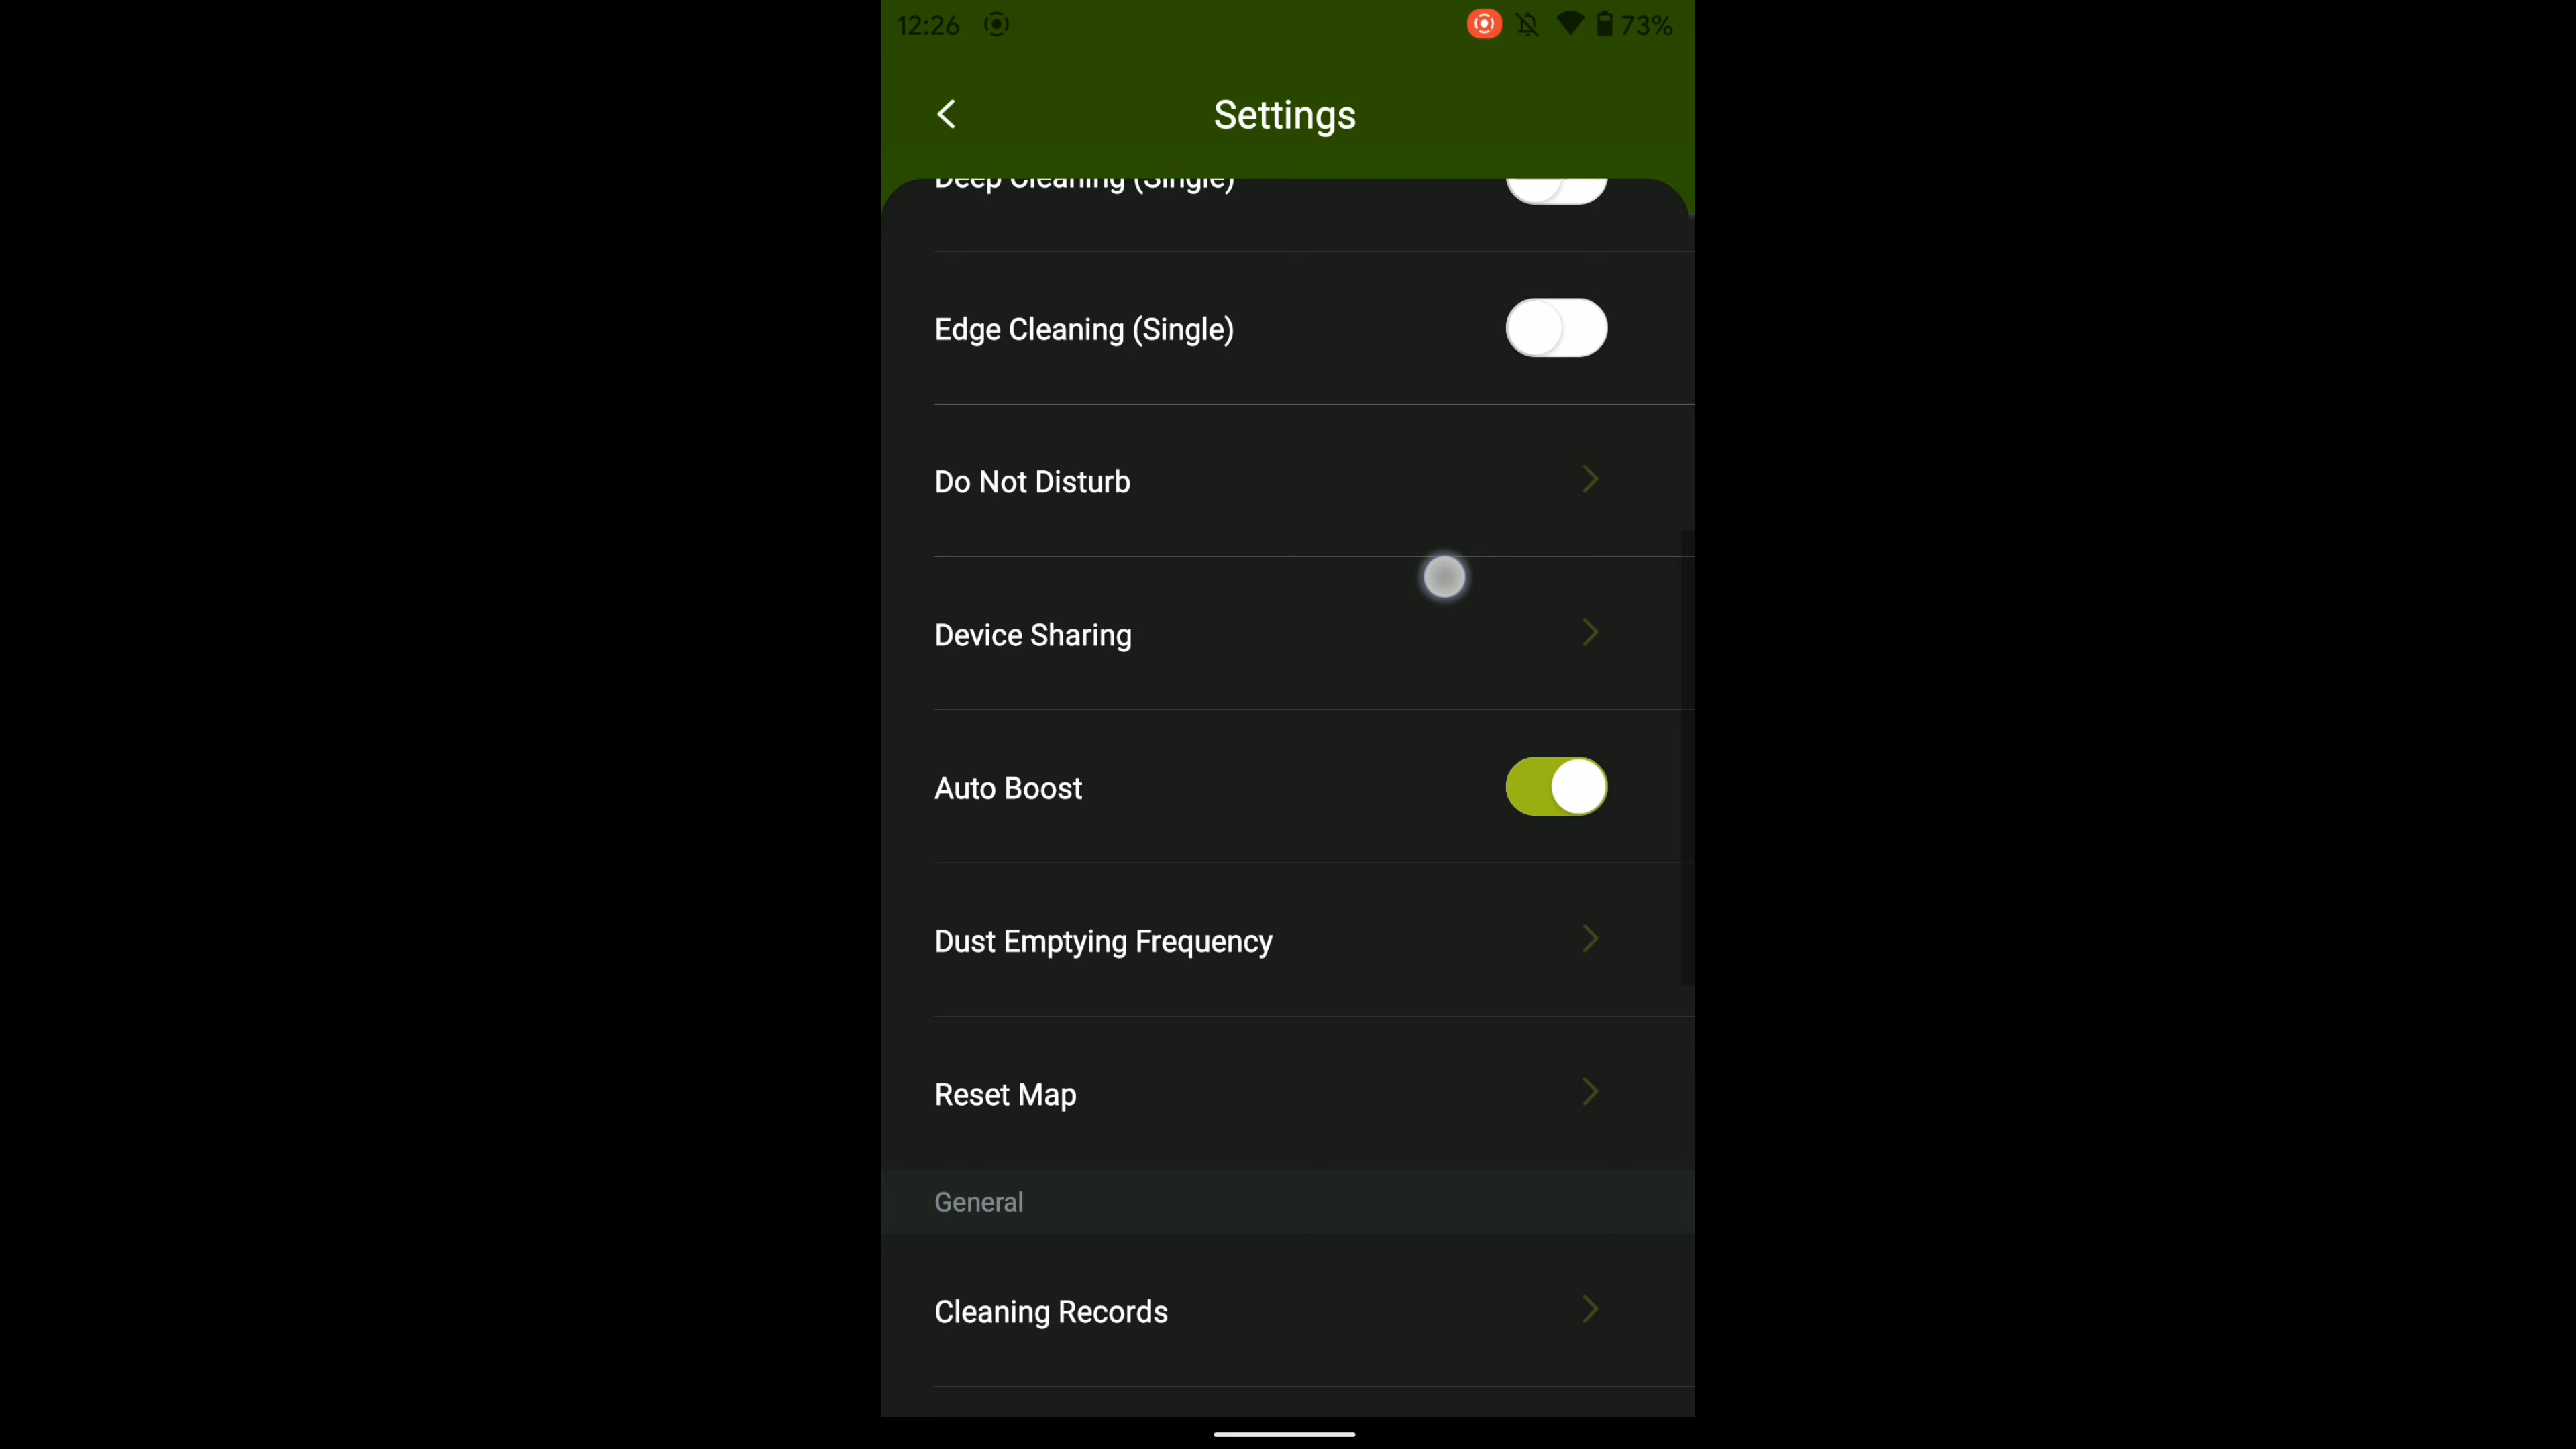 12:26
73%
Settings
Deep Cleaning (Single)
Edge Cleaning (Single)
Do Not Disturb
Device Sharing
Auto Boost
Dust Emptying Frequency
Reset Map
General
Cleaning Records